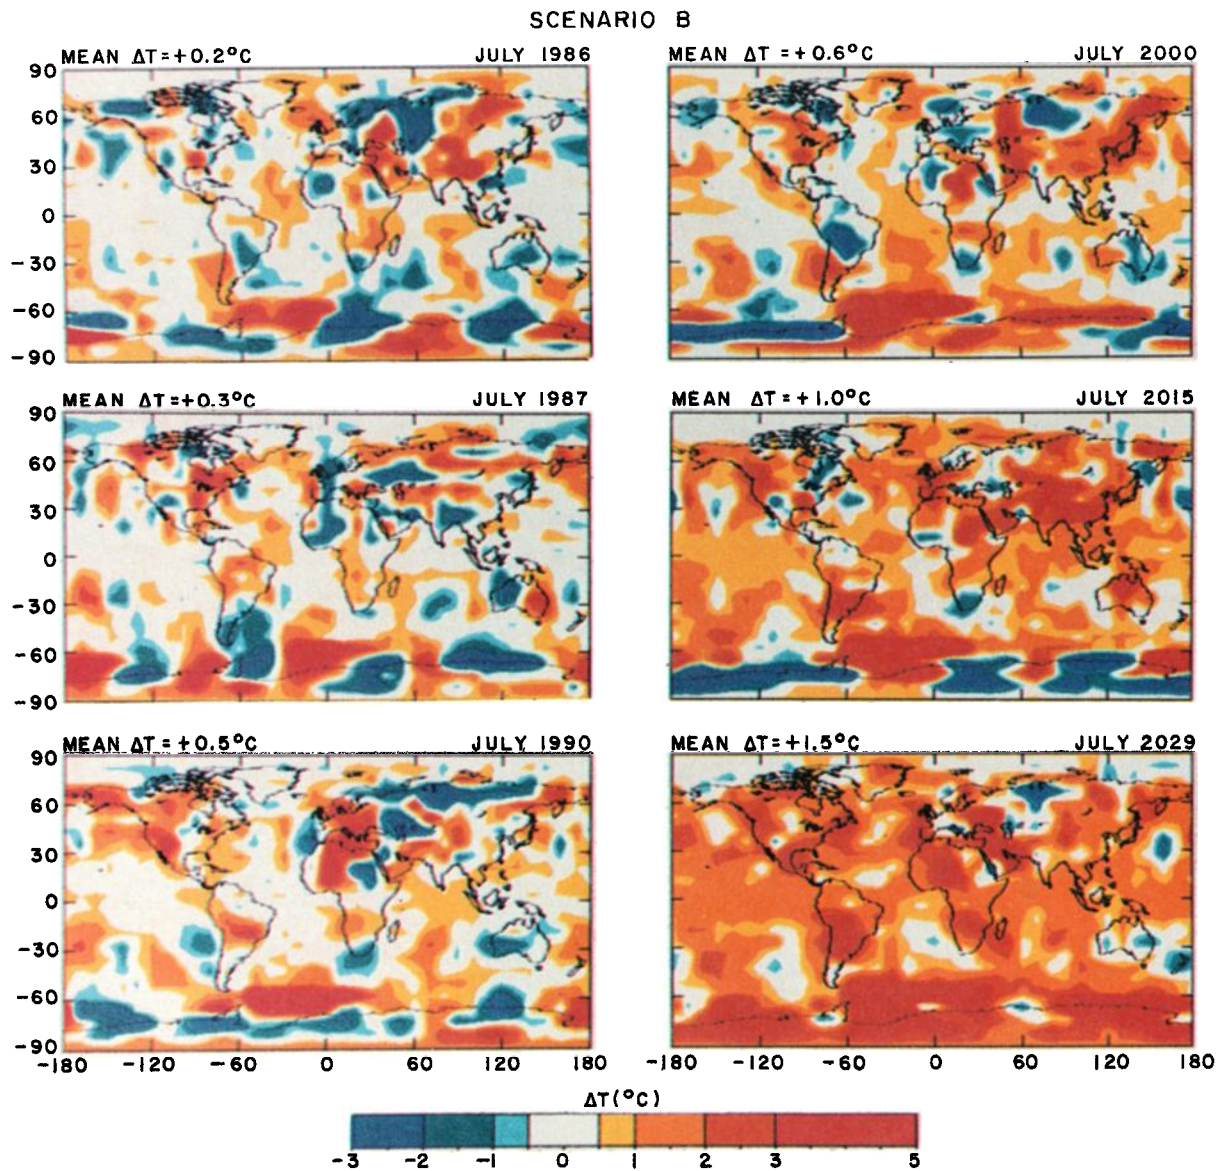 SCENARIO B
MEAN ΔT=+0.2°C JULY 1986
90
60
30
0
-30
-60
-90
MEAN ΔT=+0.6°C JULY 2000
MEAN ΔT=+0.3°C JULY 1987
90
60
30
0
-30
-60
-90
MEAN ΔT=+1.0°C JULY 2015
MEAN ΔT=+0.5°C JULY 1990
90
60
30
0
-30
-60
-90
-180 -120 -60 0 60 120 180
MEAN ΔT=+1.5°C JULY 2029
-180 -120 -60 0 60 120 180
ΔT(°C)
-3 -2 -1 0 1 2 3 5